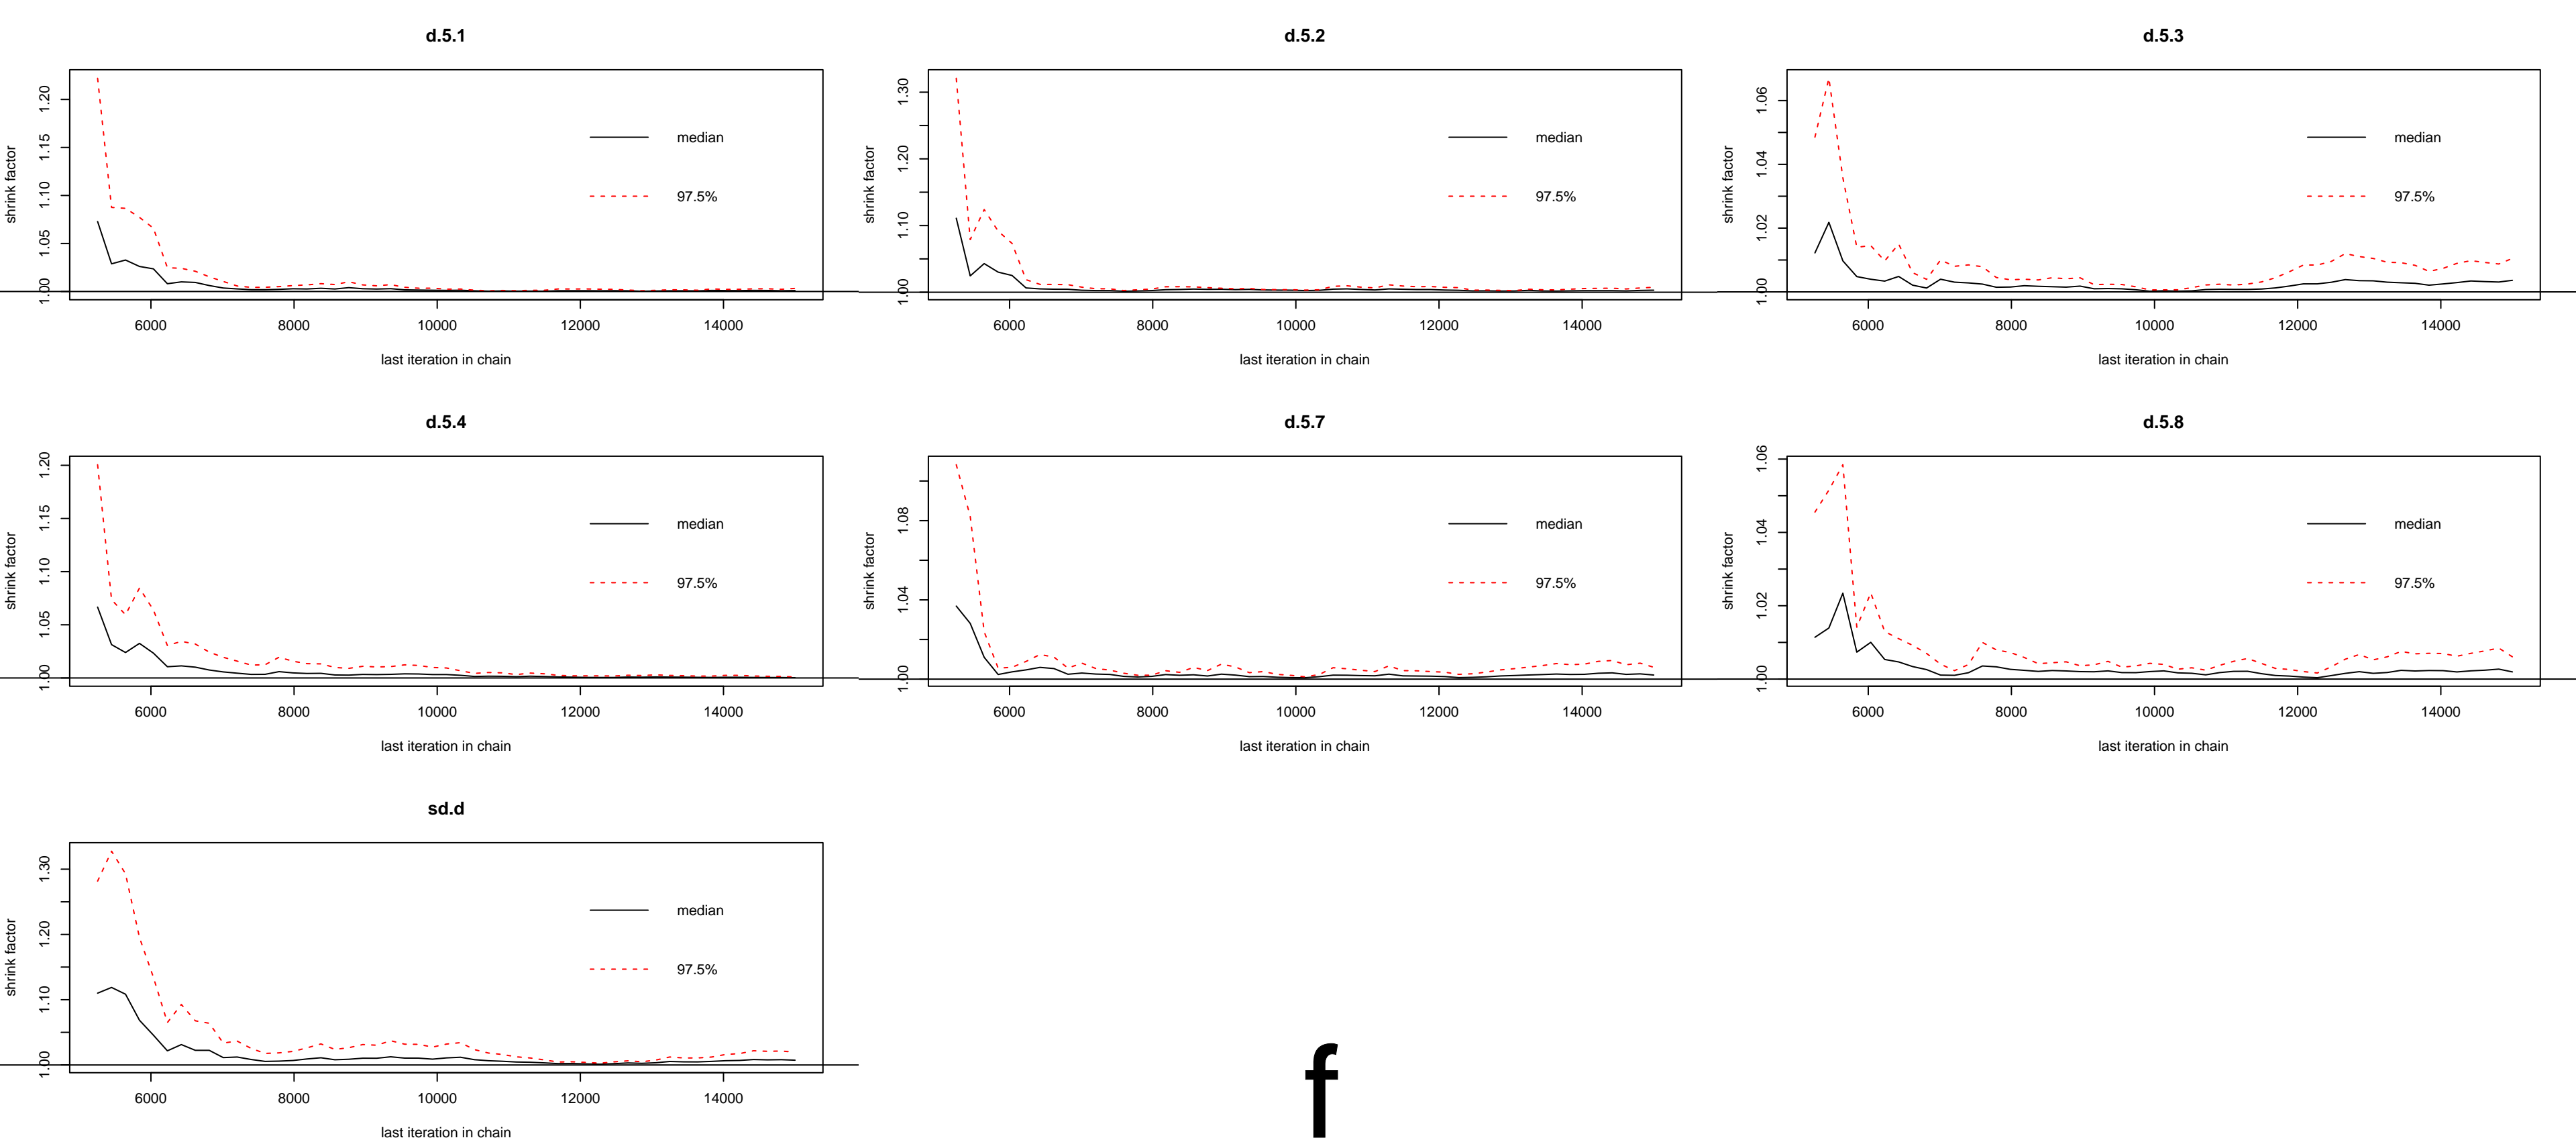 d.5.1
shrink factor
1.00 1.05 1.10 1.15 1.20
median
97.5%
6000 8000 10000 12000 14000
last iteration in chain
d.5.2
shrink factor
1.00 1.10 1.20 1.30
median
97.5%
6000 8000 10000 12000 14000
last iteration in chain
d.5.3
shrink factor
1.00 1.02 1.04 1.06
median
97.5%
6000 8000 10000 12000 14000
last iteration in chain
d.5.4
shrink factor
1.00 1.05 1.10 1.15 1.20
median
97.5%
6000 8000 10000 12000 14000
last iteration in chain
d.5.7
shrink factor
1.00 1.04 1.08
median
97.5%
6000 8000 10000 12000 14000
last iteration in chain
d.5.8
shrink factor
1.00 1.02 1.04 1.06
median
97.5%
6000 8000 10000 12000 14000
last iteration in chain
sd.d
shrink factor
1.00 1.10 1.20 1.30
median
97.5%
6000 8000 10000 12000 14000
last iteration in chain
f